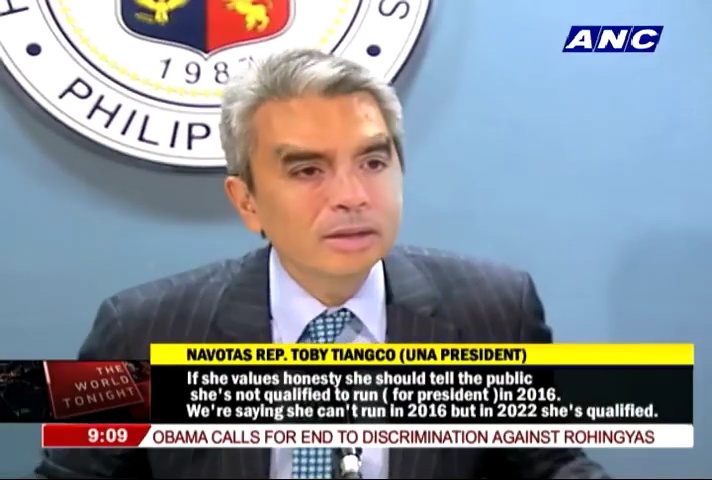 ANC
198
PHILIP
NAVOTAS REP. TOBY TIANGCO (UNA PRESIDENT)
THE
WORLD
TONIGHT
If she values honesty she should tell the public
she's not qualified to run ( for president )in 2016.
We're saying she can't run in 2016 but in 2022 she's qualified.
9:09 OBAMA CALLS FOR END TO DISCRIMINATION AGAINST ROHINGYAS